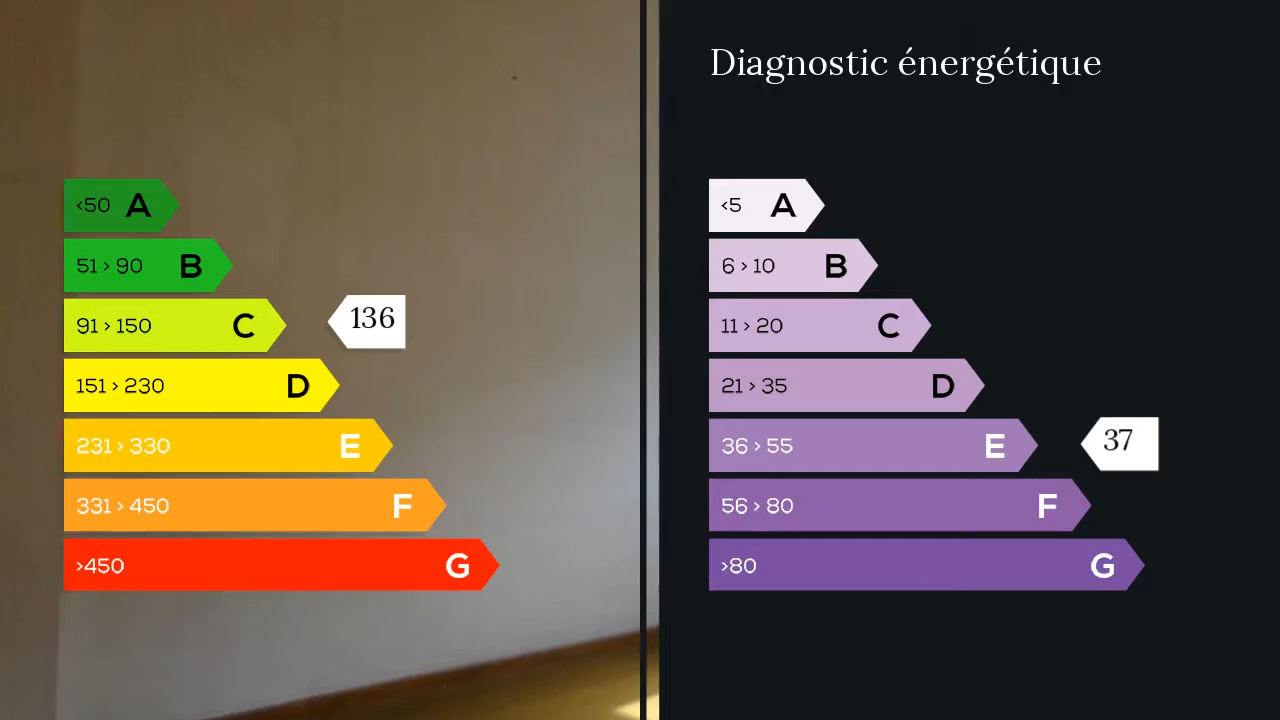 Diagnostic énergétique
<50 A
51 > 90 B
91 > 150 C
136
151 > 230 D
231 > 330 E
331 > 450 F
>450 G
<5 A
6 > 10 B
11 > 20 C
21 > 35 D
36 > 55 E
37
56 > 80 F
>80 G